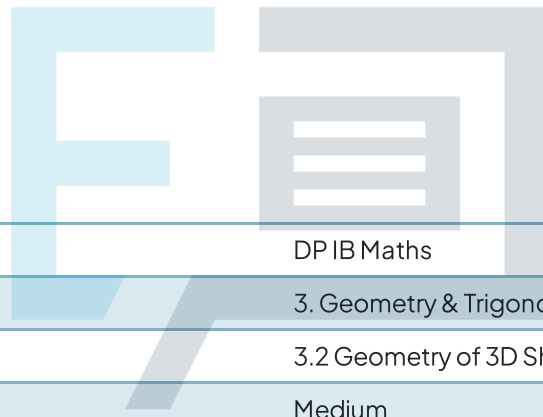 DP IB Maths
3. Geometry & Trigono
3.2 Geometry of 3D Sh
Medium